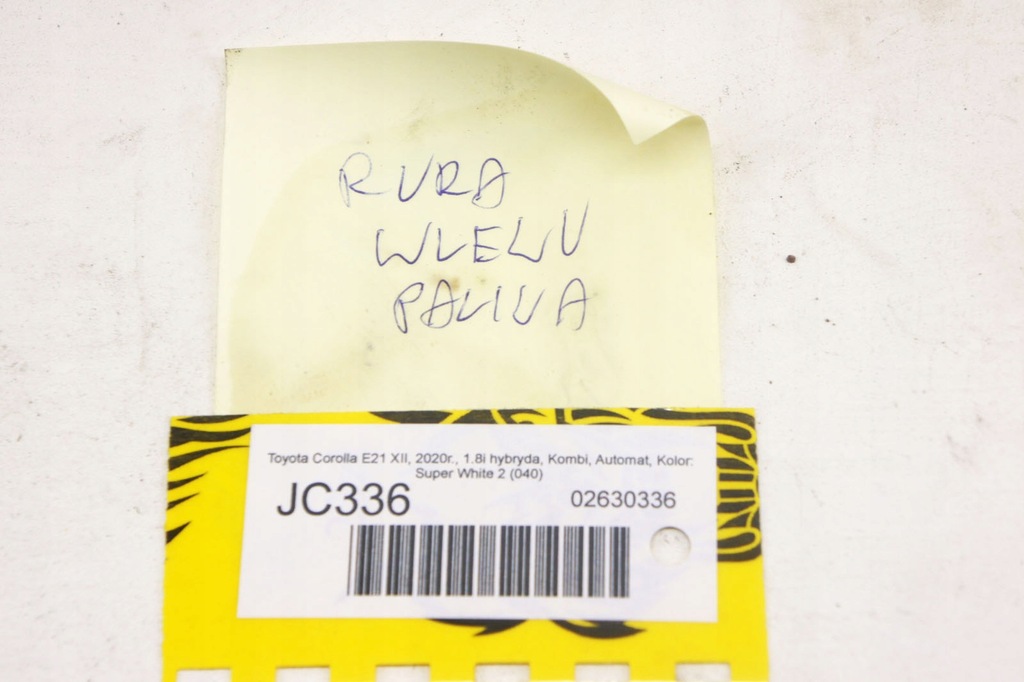 RURA
WLEWU
PALIWA
Toyota Corolla E21 XII, 2020r., 1.8i hybryda, Kombi, Automat, Kolor:
Super White 2 (040)
JC336
02630336